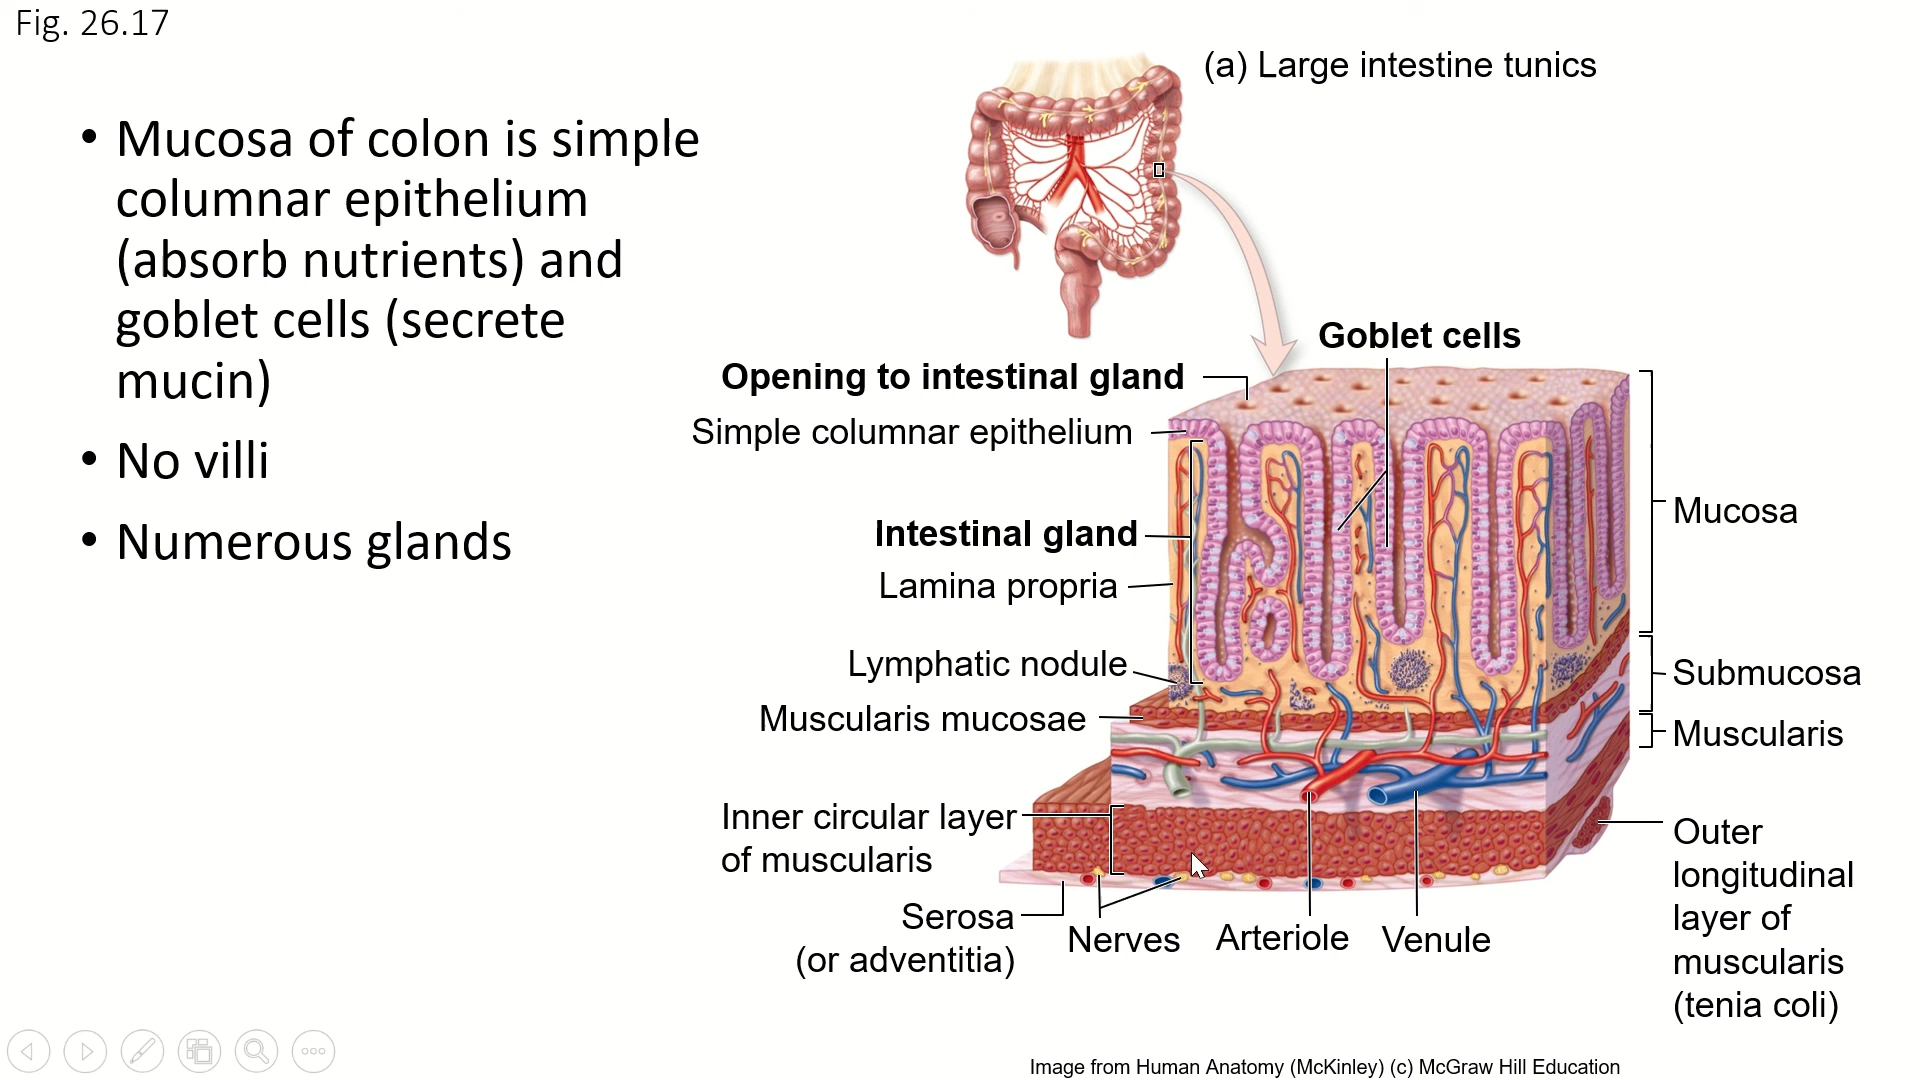 Fig. 26.17
• Mucosa of colon is simple
columnar epithelium
(absorb nutrients) and
goblet cells (secrete
mucin)
• No villi
• Numerous glands
(a) Large intestine tunics
Goblet cells
Opening to intestinal gland
Simple columnar epithelium
Intestinal gland
Lamina propria
Lymphatic nodule
Muscularis mucosae
Inner circular layer
of muscularis
Serosa
(or adventitia)
Nerves
Arteriole
Venule
Mucosa
Submucosa
Muscularis
Outer
longitudinal
layer of
muscularis
(tenia coli)
Image from Human Anatomy (McKinley) (c) McGraw Hill Education